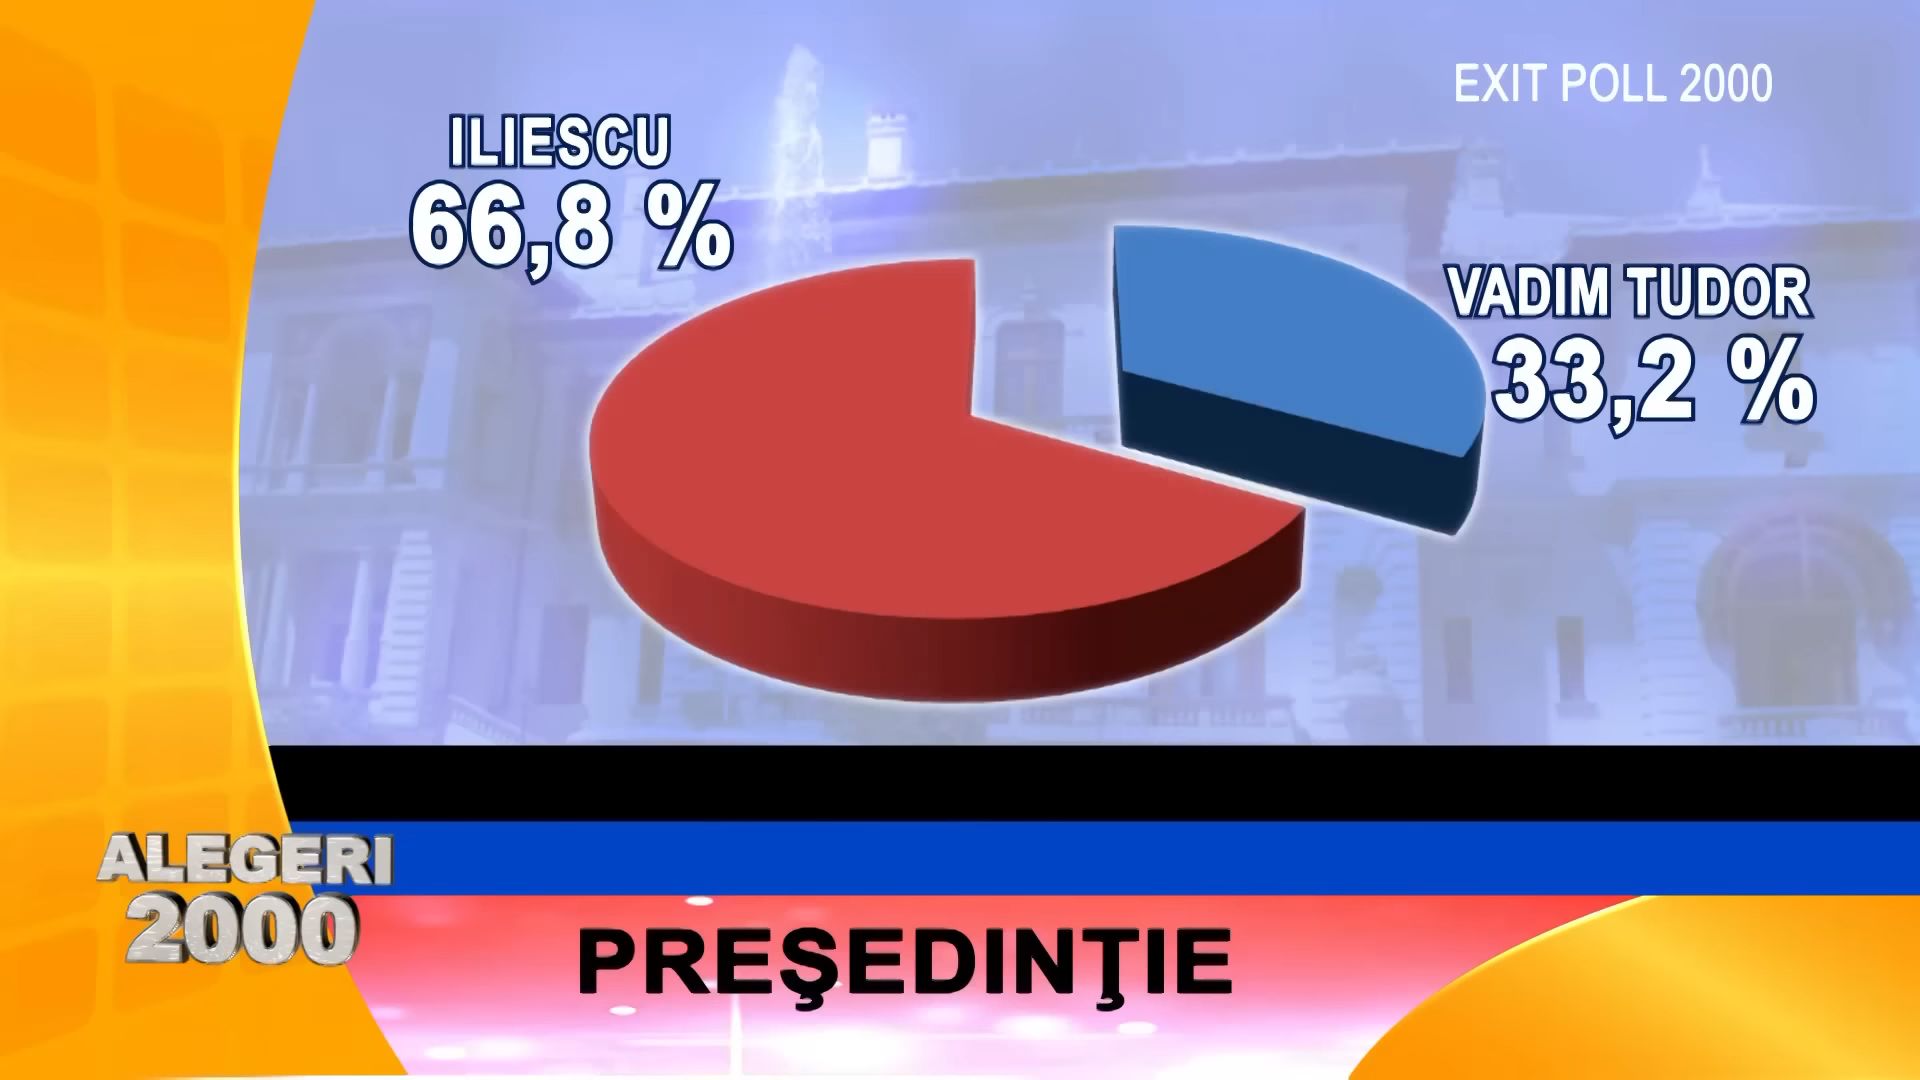 EXIT POLL 2000
ILIESCU
66,8 %
VADIM TUDOR
33,2 %
ALEGERI
2000
PREŞEDINŢIE